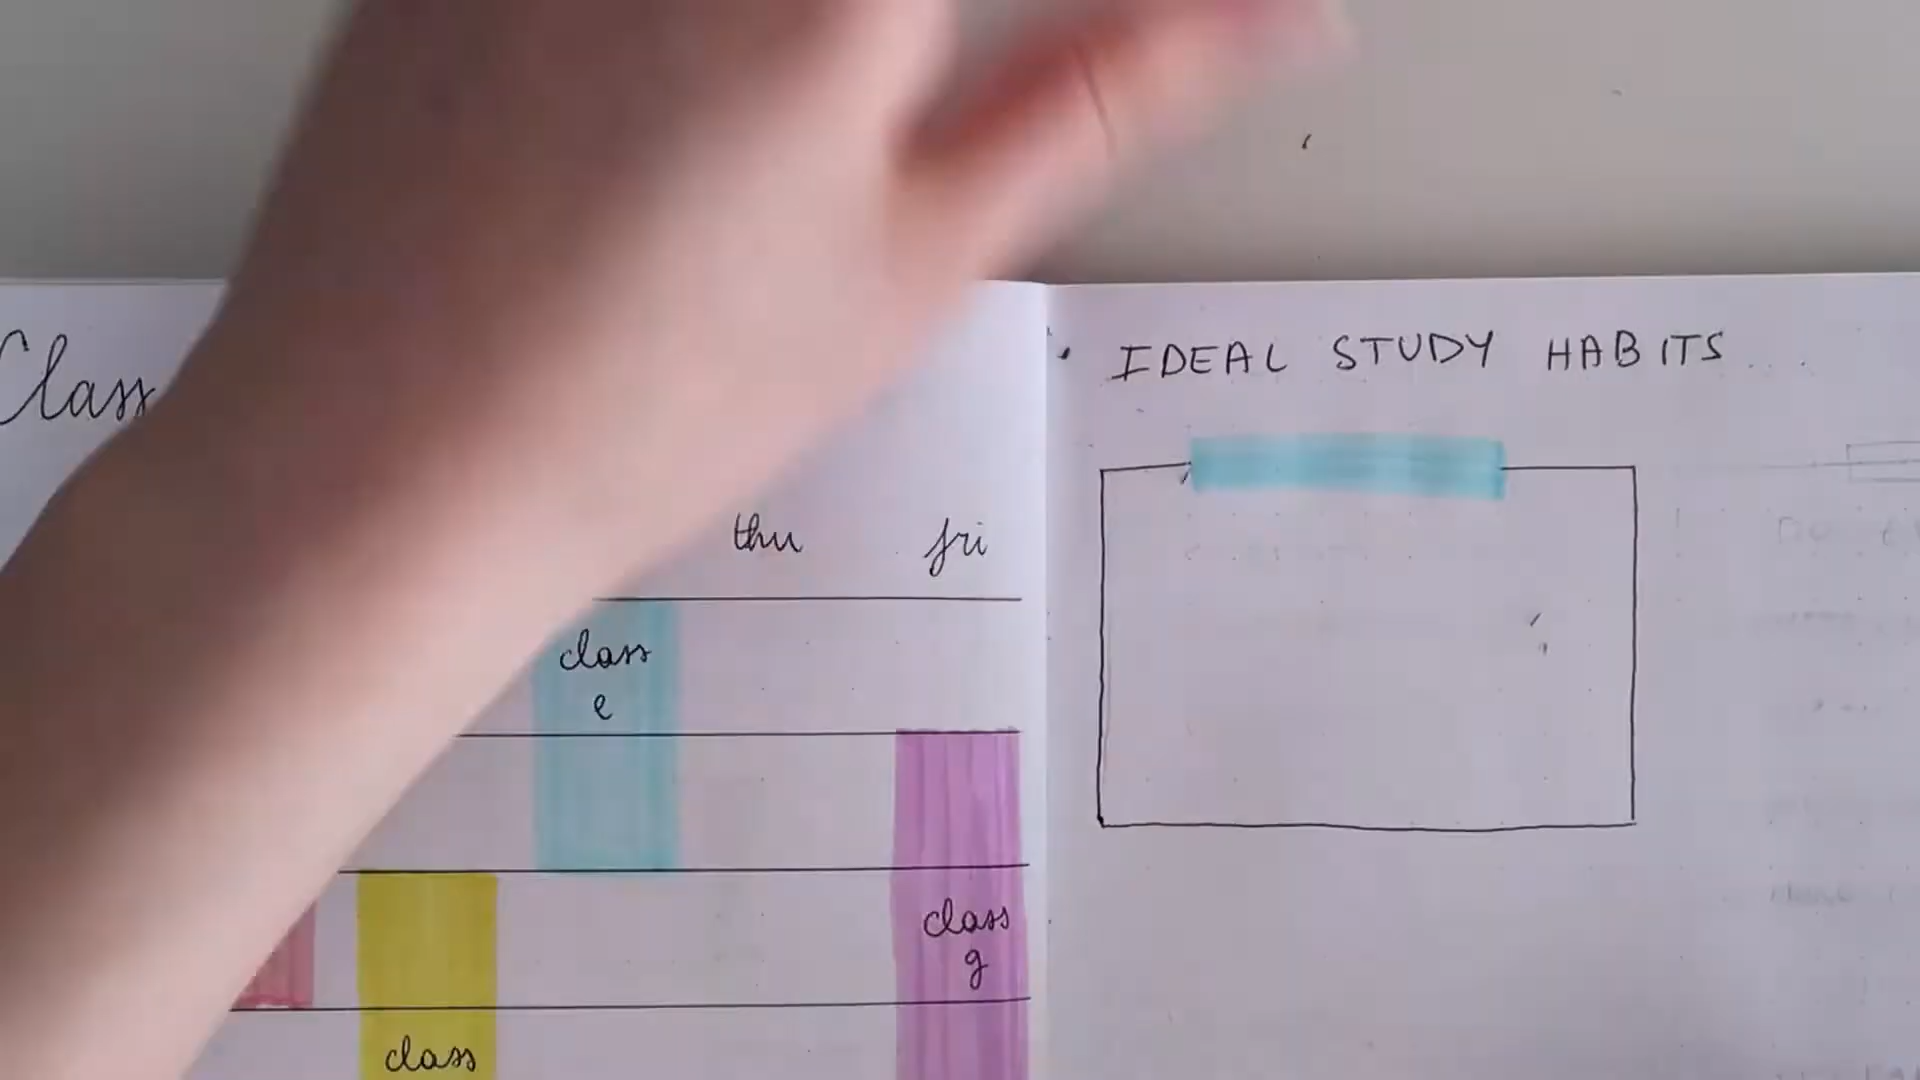 Class
thu fri
class
e
class
g
class
IDEAL STUDY HABITS